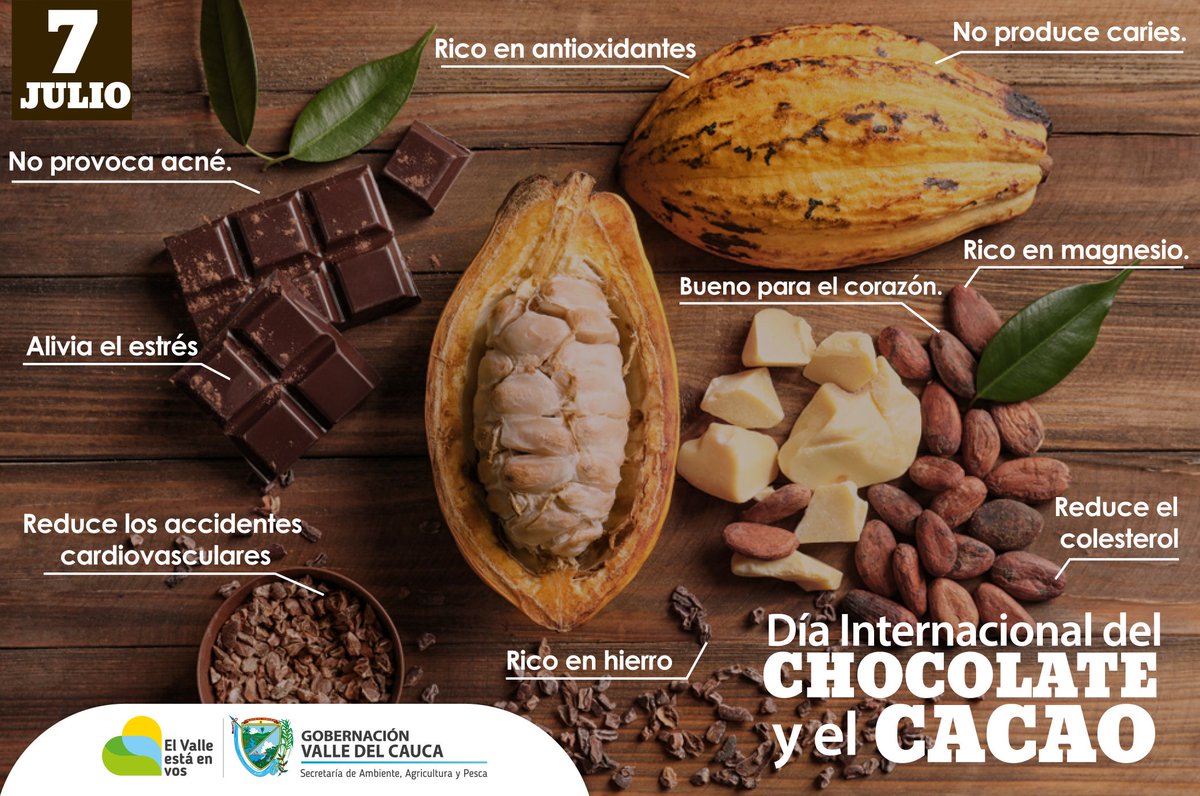 7
JULIO
Rico en antioxidantes
No produce caries.
No provoca acné.
Rico en magnesio.
Bueno para el corazón.
Alivia el estrés
Reduce los accidentes
cardiovasculares
Reduce el
colesterol
Rico en hierro
Día Internacional del
CHOCOLATE
y el CACAO
El Valle
está en
vos
GOBERNACIÓN
VALLE DEL CAUCA
Secretaría de Ambiente, Agricultura y Pesca